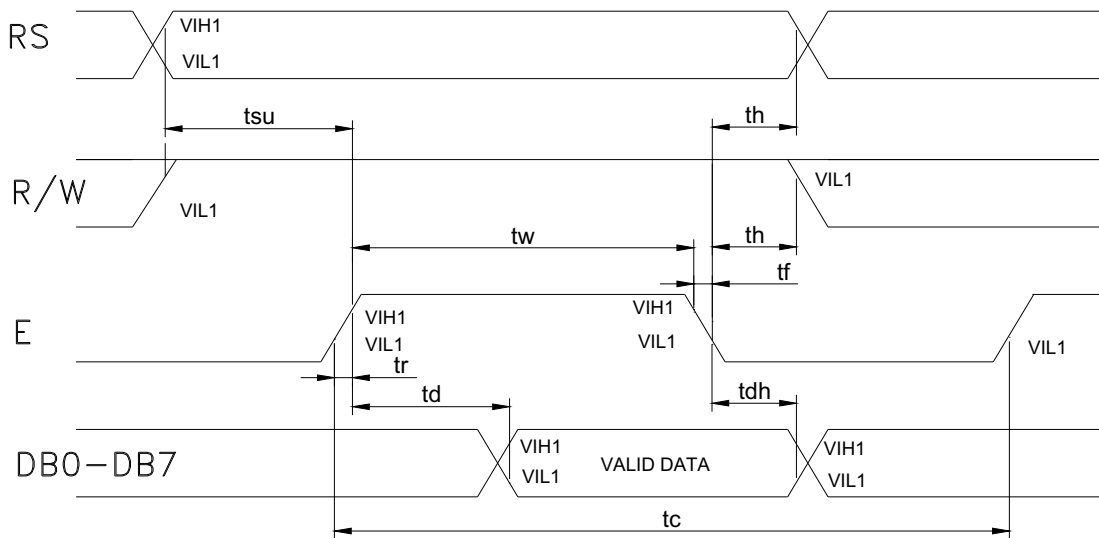 RS
VIH1
VIL1
tsu
th
R/W
VIL1
VIL1
tw
th
tf
E
VIH1
VIL1
VIH1
VIL1
VIL1
tr
td
tdh
DB0-DB7
VIH1
VIL1
VALID DATA
VIH1
VIL1
tc